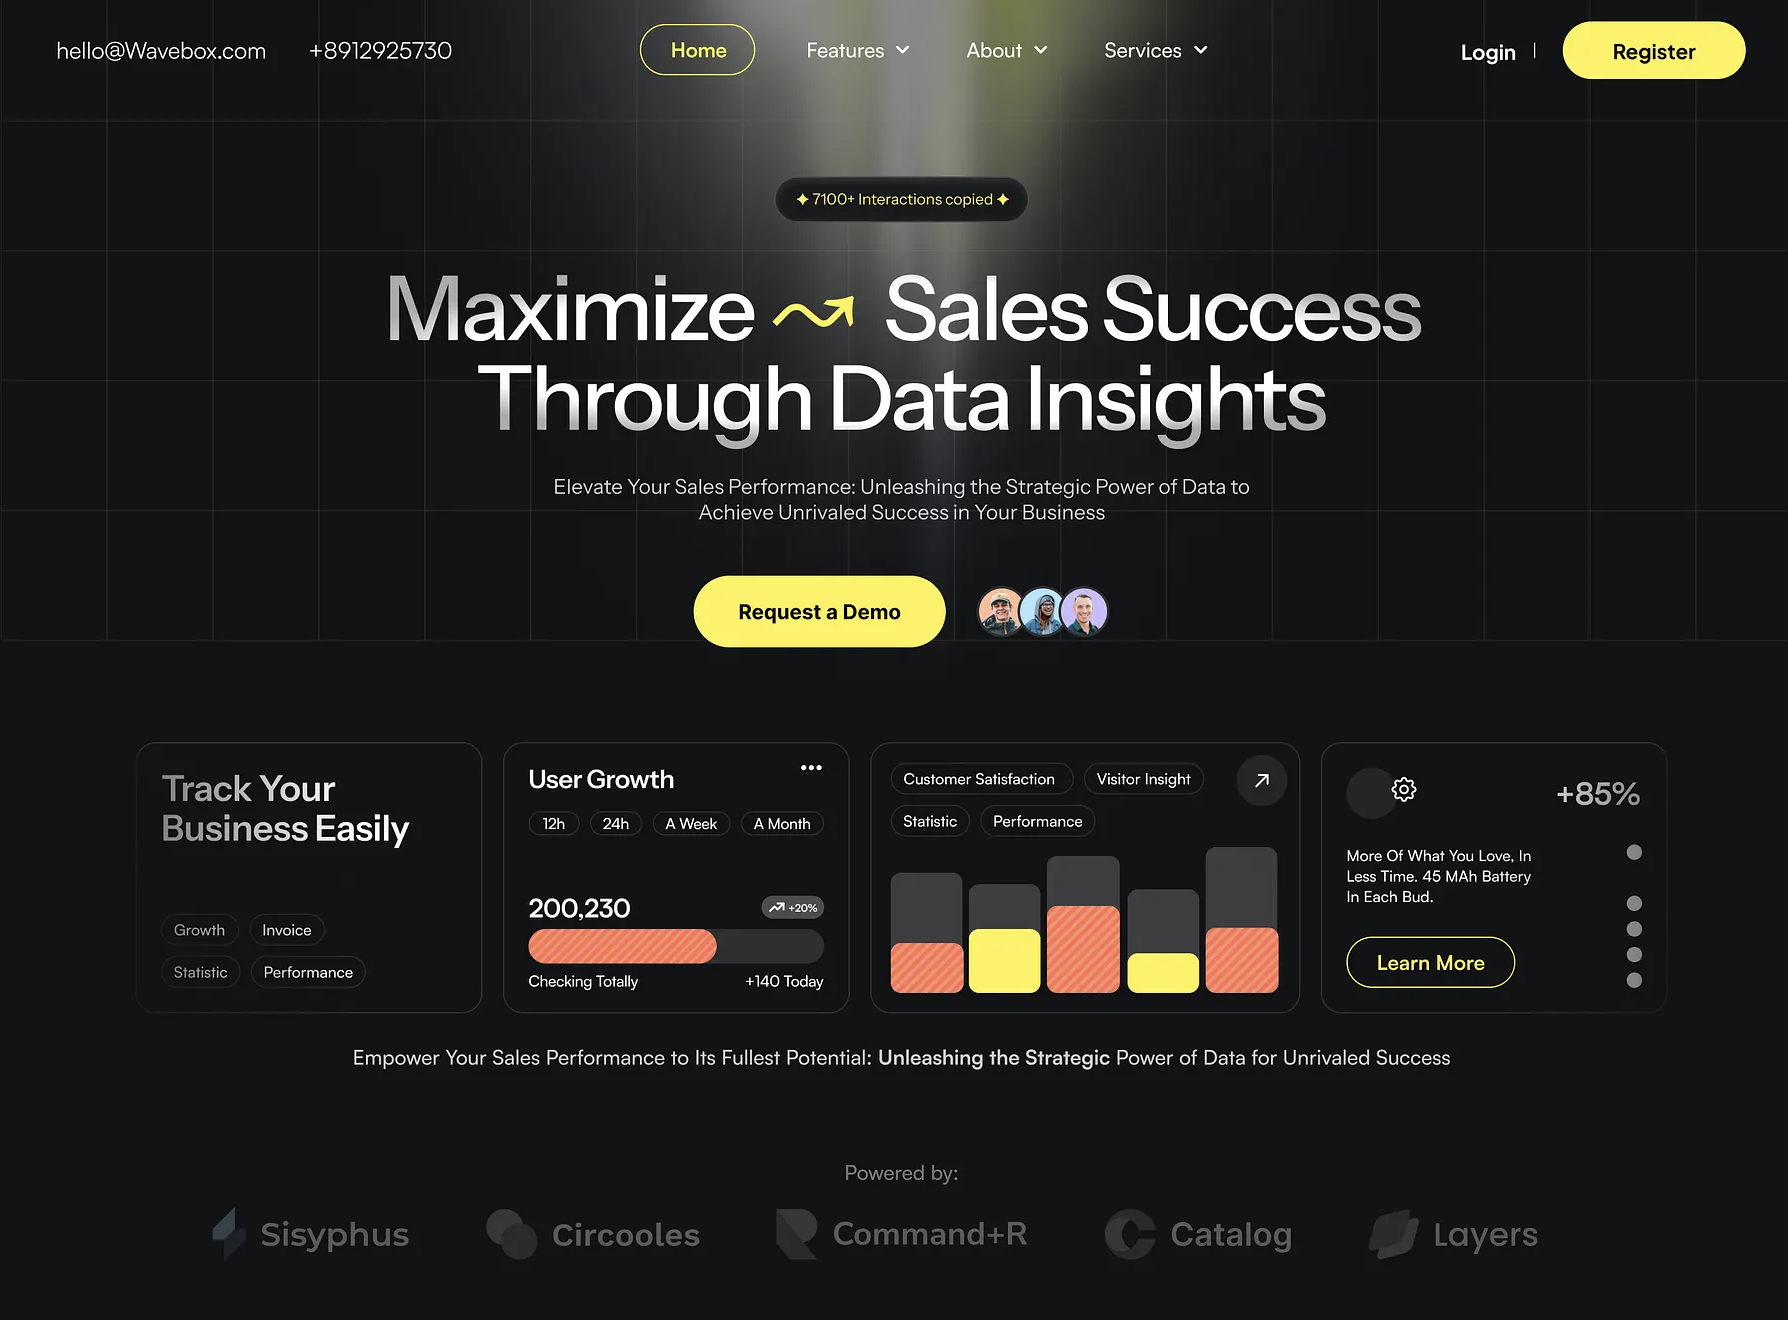 hello@Wavebox.com
+8912925730
Home
Features
About
Services
Login
Register
7100+ Interactions copied
Maximize Sales Success
Through Data Insights
Elevate Your Sales Performance: Unleashing the Strategic Power of Data to
Achieve Unrivaled Success in Your Business
Request a Demo
Track Your
Business Easily
Growth
Invoice
Statistic
Performance
User Growth
12h
24h
A Week
A Month
200,230
+20%
Checking Totally
+140 Today
Customer Satisfaction
Visitor Insight
Statistic
Performance
+85%
More Of What You Love, In
Less Time. 45 MAh Battery
In Each Bud.
Learn More
Empower Your Sales Performance to Its Fullest Potential: Unleashing the Strategic Power of Data for Unrivaled Success
Powered by:
Sisyphus
Circooles
Command+R
Catalog
Layers